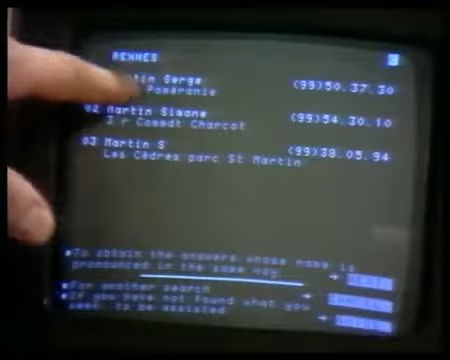 RENNES
tin Serge (99)50.37.30
Poméranie
02 Martin Simone (99)54.30.10
3 r Commdt Charcot
03 Martin S (99)38.05.94
Les Cèdres parc St Martin
To obtain the answers whose name is
pronounced in the same way
For another search
If you have not found what you
seek to be assisted